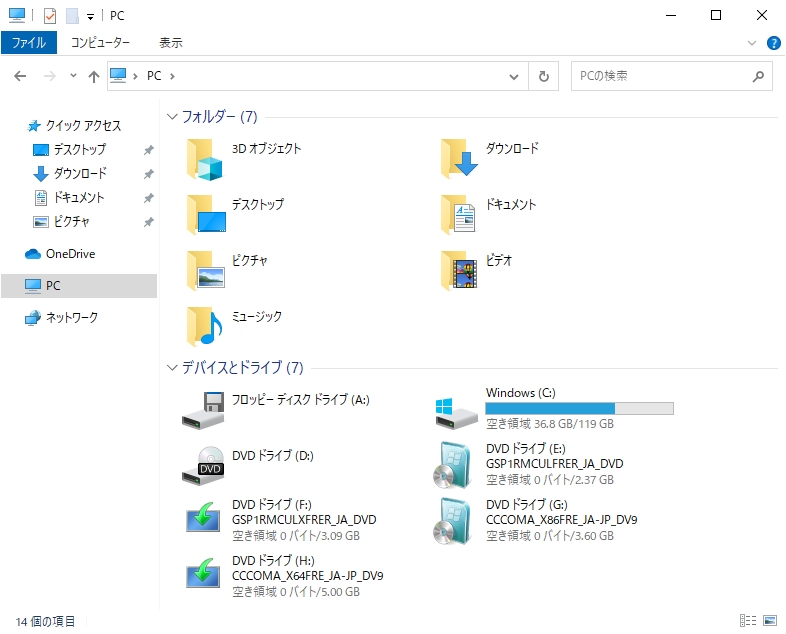 PC
ファイル
コンピューター
表示
PC
PCの検索
クイック アクセス
デスクトップ
ダウンロード
ドキュメント
ピクチャ
OneDrive
PC
ネットワーク
フォルダー (7)
3D オブジェクト
ダウンロード
デスクトップ
ドキュメント
ピクチャ
ビデオ
ミュージック
デバイスとドライブ (7)
フロッピー ディスク ドライブ (A:)
Windows (C:)
空き領域 36.8 GB/119 GB
DVD
DVD ドライブ (D:)
DVD ドライブ (E:)
GSP1RMCULFRER_JA_DVD
空き領域 0 バイト/2.37 GB
DVD ドライブ (F:)
GSP1RMCULXFRER_JA_DVD
空き領域 0 バイト/3.09 GB
DVD ドライブ (G:)
CCCOMA_X86FRE_JA-JP_DV9
空き領域 0 バイト/3.60 GB
DVD ドライブ (H:)
CCCOMA_X64FRE_JA-JP_DV9
空き領域 0 バイト/5.00 GB
14 個の項目